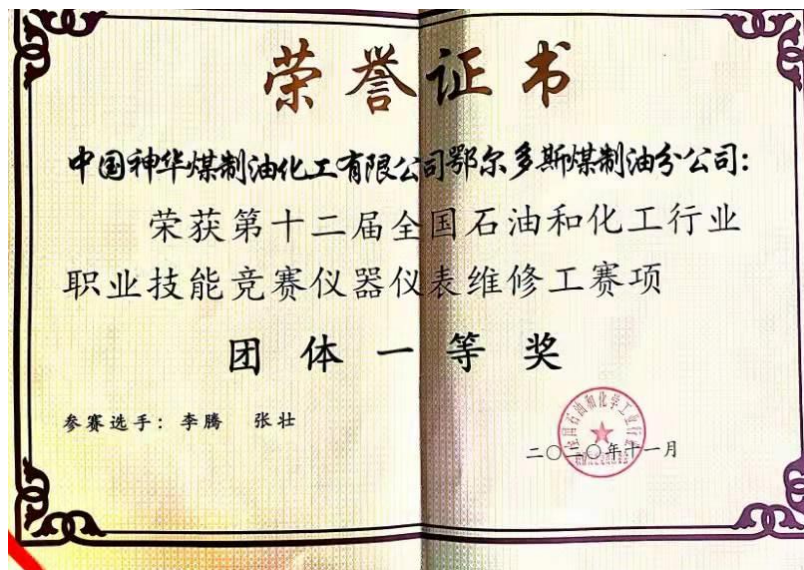 荣誉证书
中国神华煤制油化工有限公司鄂尔多斯煤制油分公司：
荣获第十二届全国石油和化工行业
职业技能竞赛仪器仪表维修工赛项
团体一等奖
参赛选手：李腾 张壮
二〇二〇年十一月